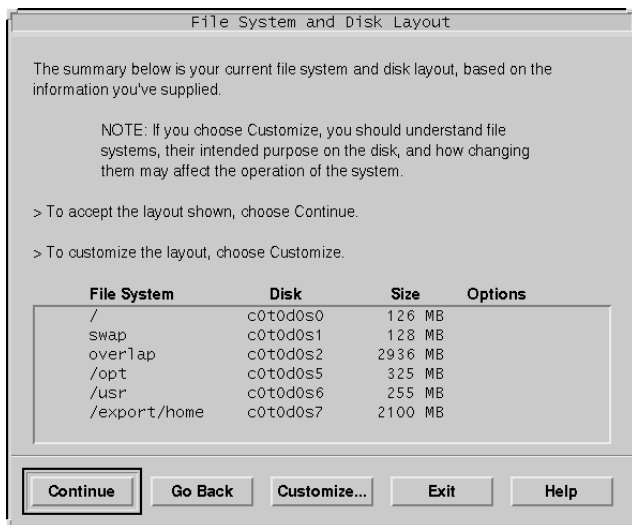 File System and Disk Layout
The summary below is your current file system and disk layout, based on the
information you've supplied.
NOTE: If you choose Customize, you should understand file
systems, their intended purpose on the disk, and how changing
them may affect the operation of the system.
> To accept the layout shown, choose Continue.
> To customize the layout, choose Customize.
File System Disk Size Options
/ c0t0d0s0 126 MB
swap c0t0d0s1 128 MB
overlap c0t0d0s2 2936 MB
/opt c0t0d0s5 325 MB
/usr c0t0d0s6 255 MB
/export/home c0t0d0s7 2100 MB
Continue Go Back Customize... Exit Help